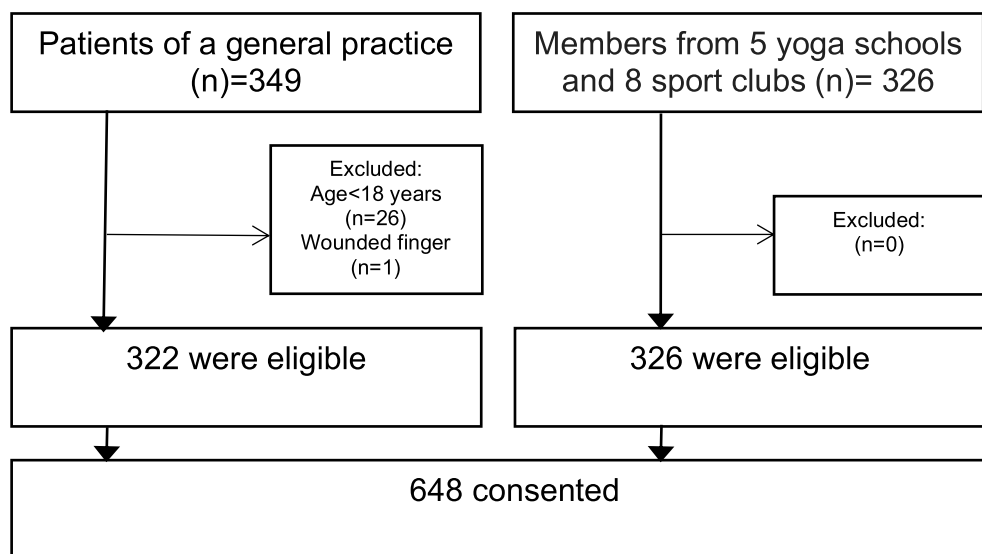 Patients of a general practice
(n)=349
Members from 5 yoga schools
and 8 sport clubs (n)= 326
Excluded:
Age<18 years
(n=26)
Wounded finger
(n=1)
Excluded:
(n=0)
322 were eligible
326 were eligible
648 consented